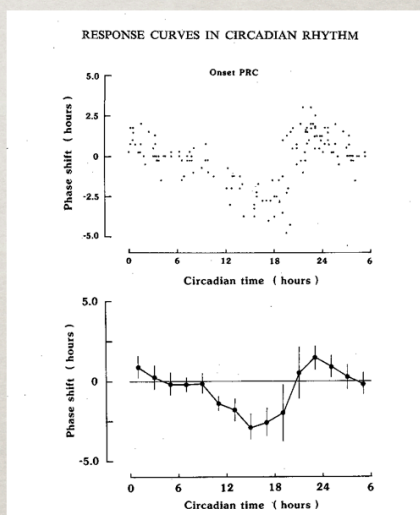 RESPONSE CURVES IN CIRCADIAN RHYTHM
Onset PRC
Phase shift ( hours )
5.0
2.5
0
-2.5
-5.0
0 6 12 18 24 6
Circadian time ( hours )
Phase shift ( hours )
5.0
0
-5.0
0 6 12 18 24 6
Circadian time ( hours )